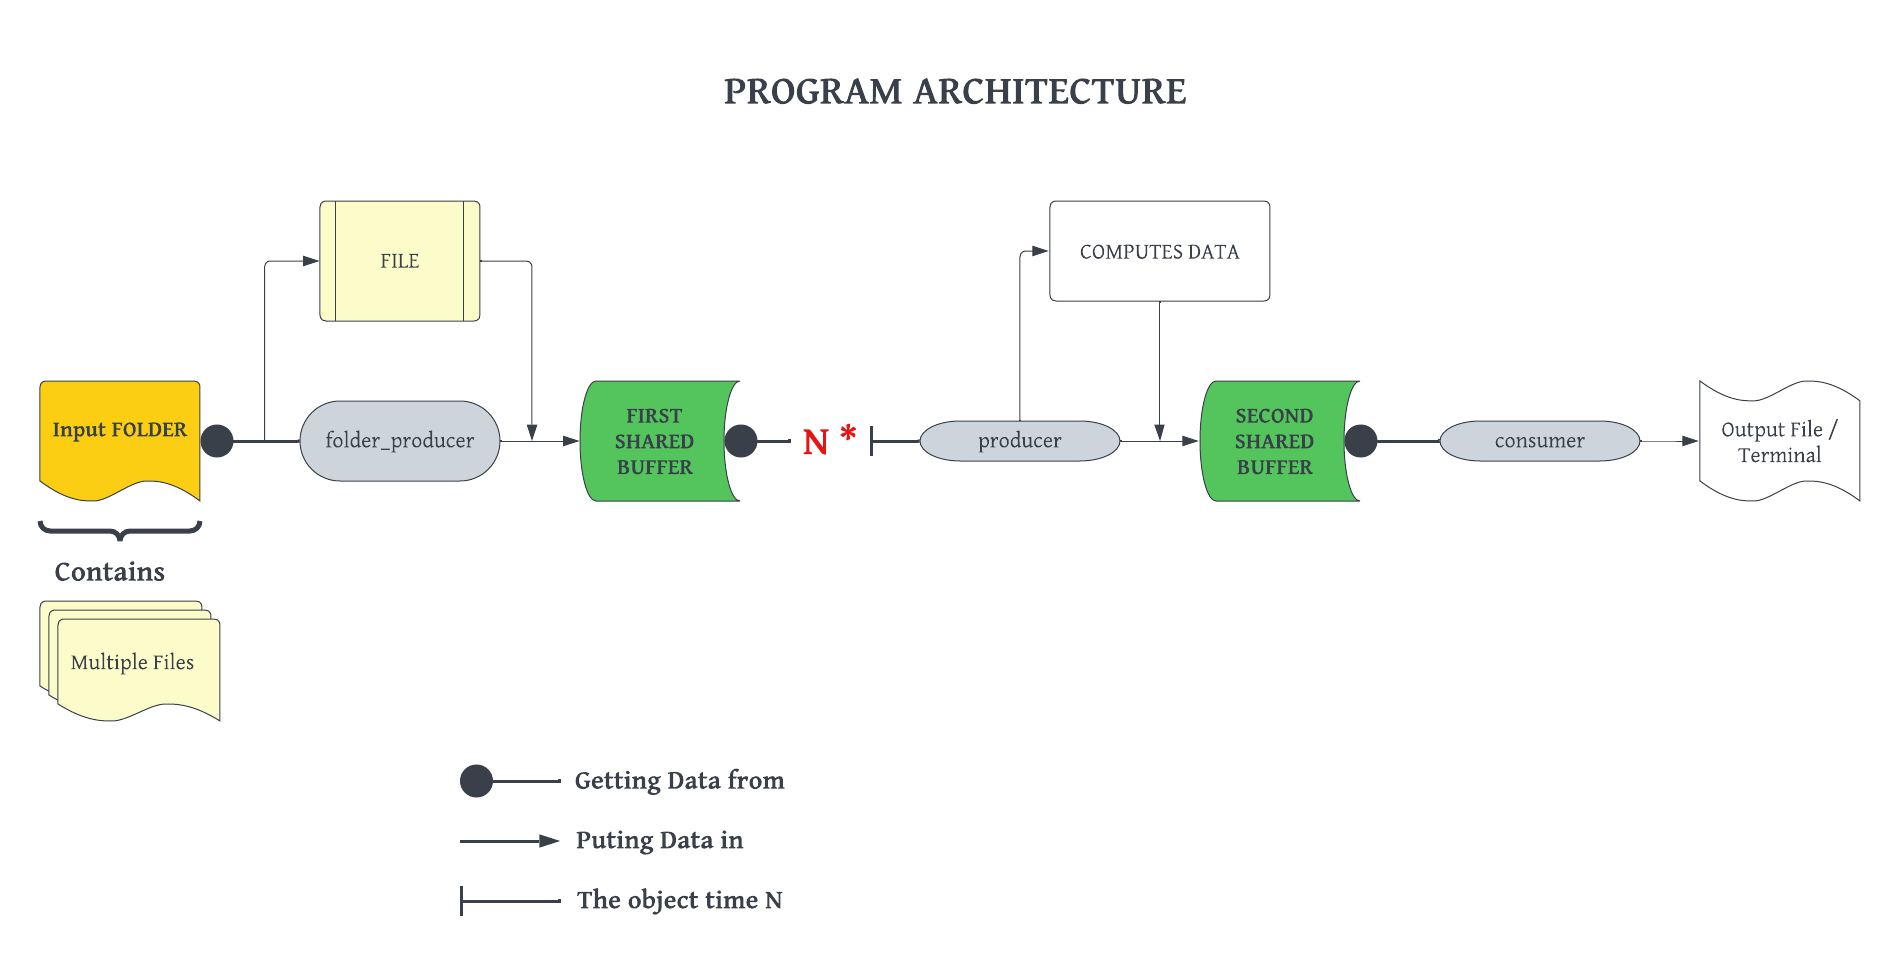 PROGRAM ARCHITECTURE
FILE
COMPUTES DATA
Input FOLDER
folder_producer
FIRST
SHARED
BUFFER
N *
producer
SECOND
SHARED
BUFFER
consumer
Output File /
Terminal
Contains
Multiple Files
Getting Data from
Puting Data in
The object time N